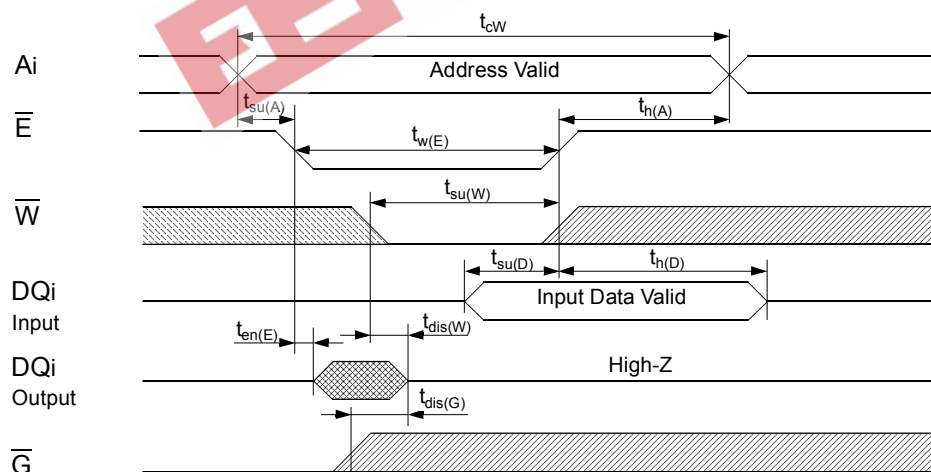 tcW
Ai
Address Valid
tsu(A)
th(A)
E
tw(E)
tsu(W)
W
tsu(D)
th(D)
DQi
Input
Input Data Valid
ten(E)
tdis(W)
DQi
Output
High-Z
tdis(G)
G